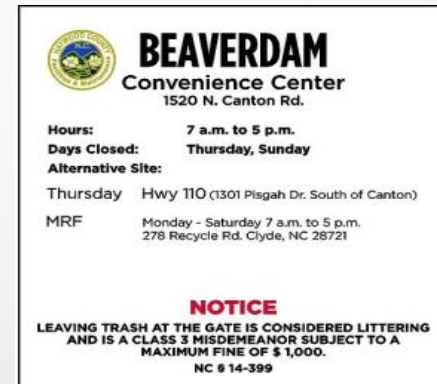 HAYWOOD COUNTY
N.C.
BEAVERDAM
Convenience Center
1520 N. Canton Rd.
Hours: 7 a.m. to 5 p.m.
Days Closed: Thursday, Sunday
Alternative Site:
Thursday Hwy 110 (1301 Pisgah Dr. South of Canton)
MRF Monday - Saturday 7 a.m. to 5 p.m.
278 Recycle Rd. Clyde, NC 28721
NOTICE
LEAVING TRASH AT THE GATE IS CONSIDERED LITTERING
AND IS A CLASS 3 MISDEMEANOR SUBJECT TO A
MAXIMUM FINE OF $ 1,000.
NC § 14-399